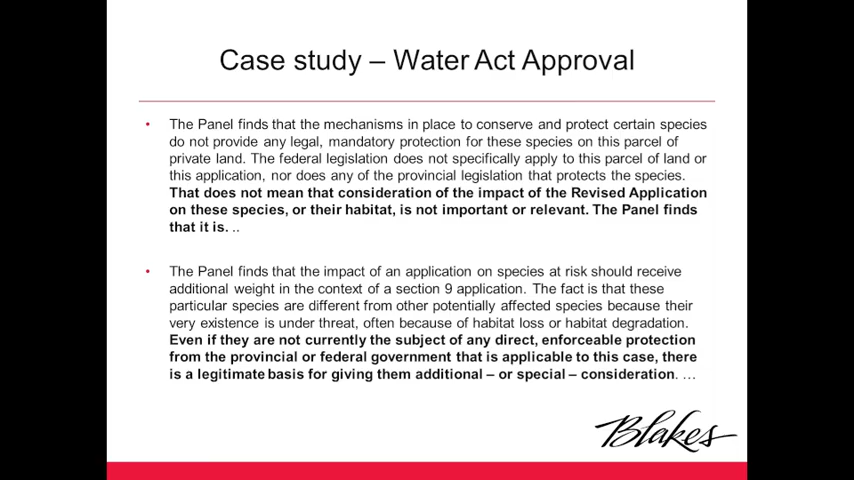 Case study – Water Act Approval
• The Panel finds that the mechanisms in place to conserve and protect certain species
do not provide any legal, mandatory protection for these species on this parcel of
private land. The federal legislation does not specifically apply to this parcel of land or
this application, nor does any of the provincial legislation that protects the species.
That does not mean that consideration of the impact of the Revised Application
on these species, or their habitat, is not important or relevant. The Panel finds
that it is. ..
• The Panel finds that the impact of an application on species at risk should receive
additional weight in the context of a section 9 application. The fact is that these
particular species are different from other potentially affected species because their
very existence is under threat, often because of habitat loss or habitat degradation.
Even if they are not currently the subject of any direct, enforceable protection
from the provincial or federal government that is applicable to this case, there
is a legitimate basis for giving them additional – or special – consideration. …
Blakes